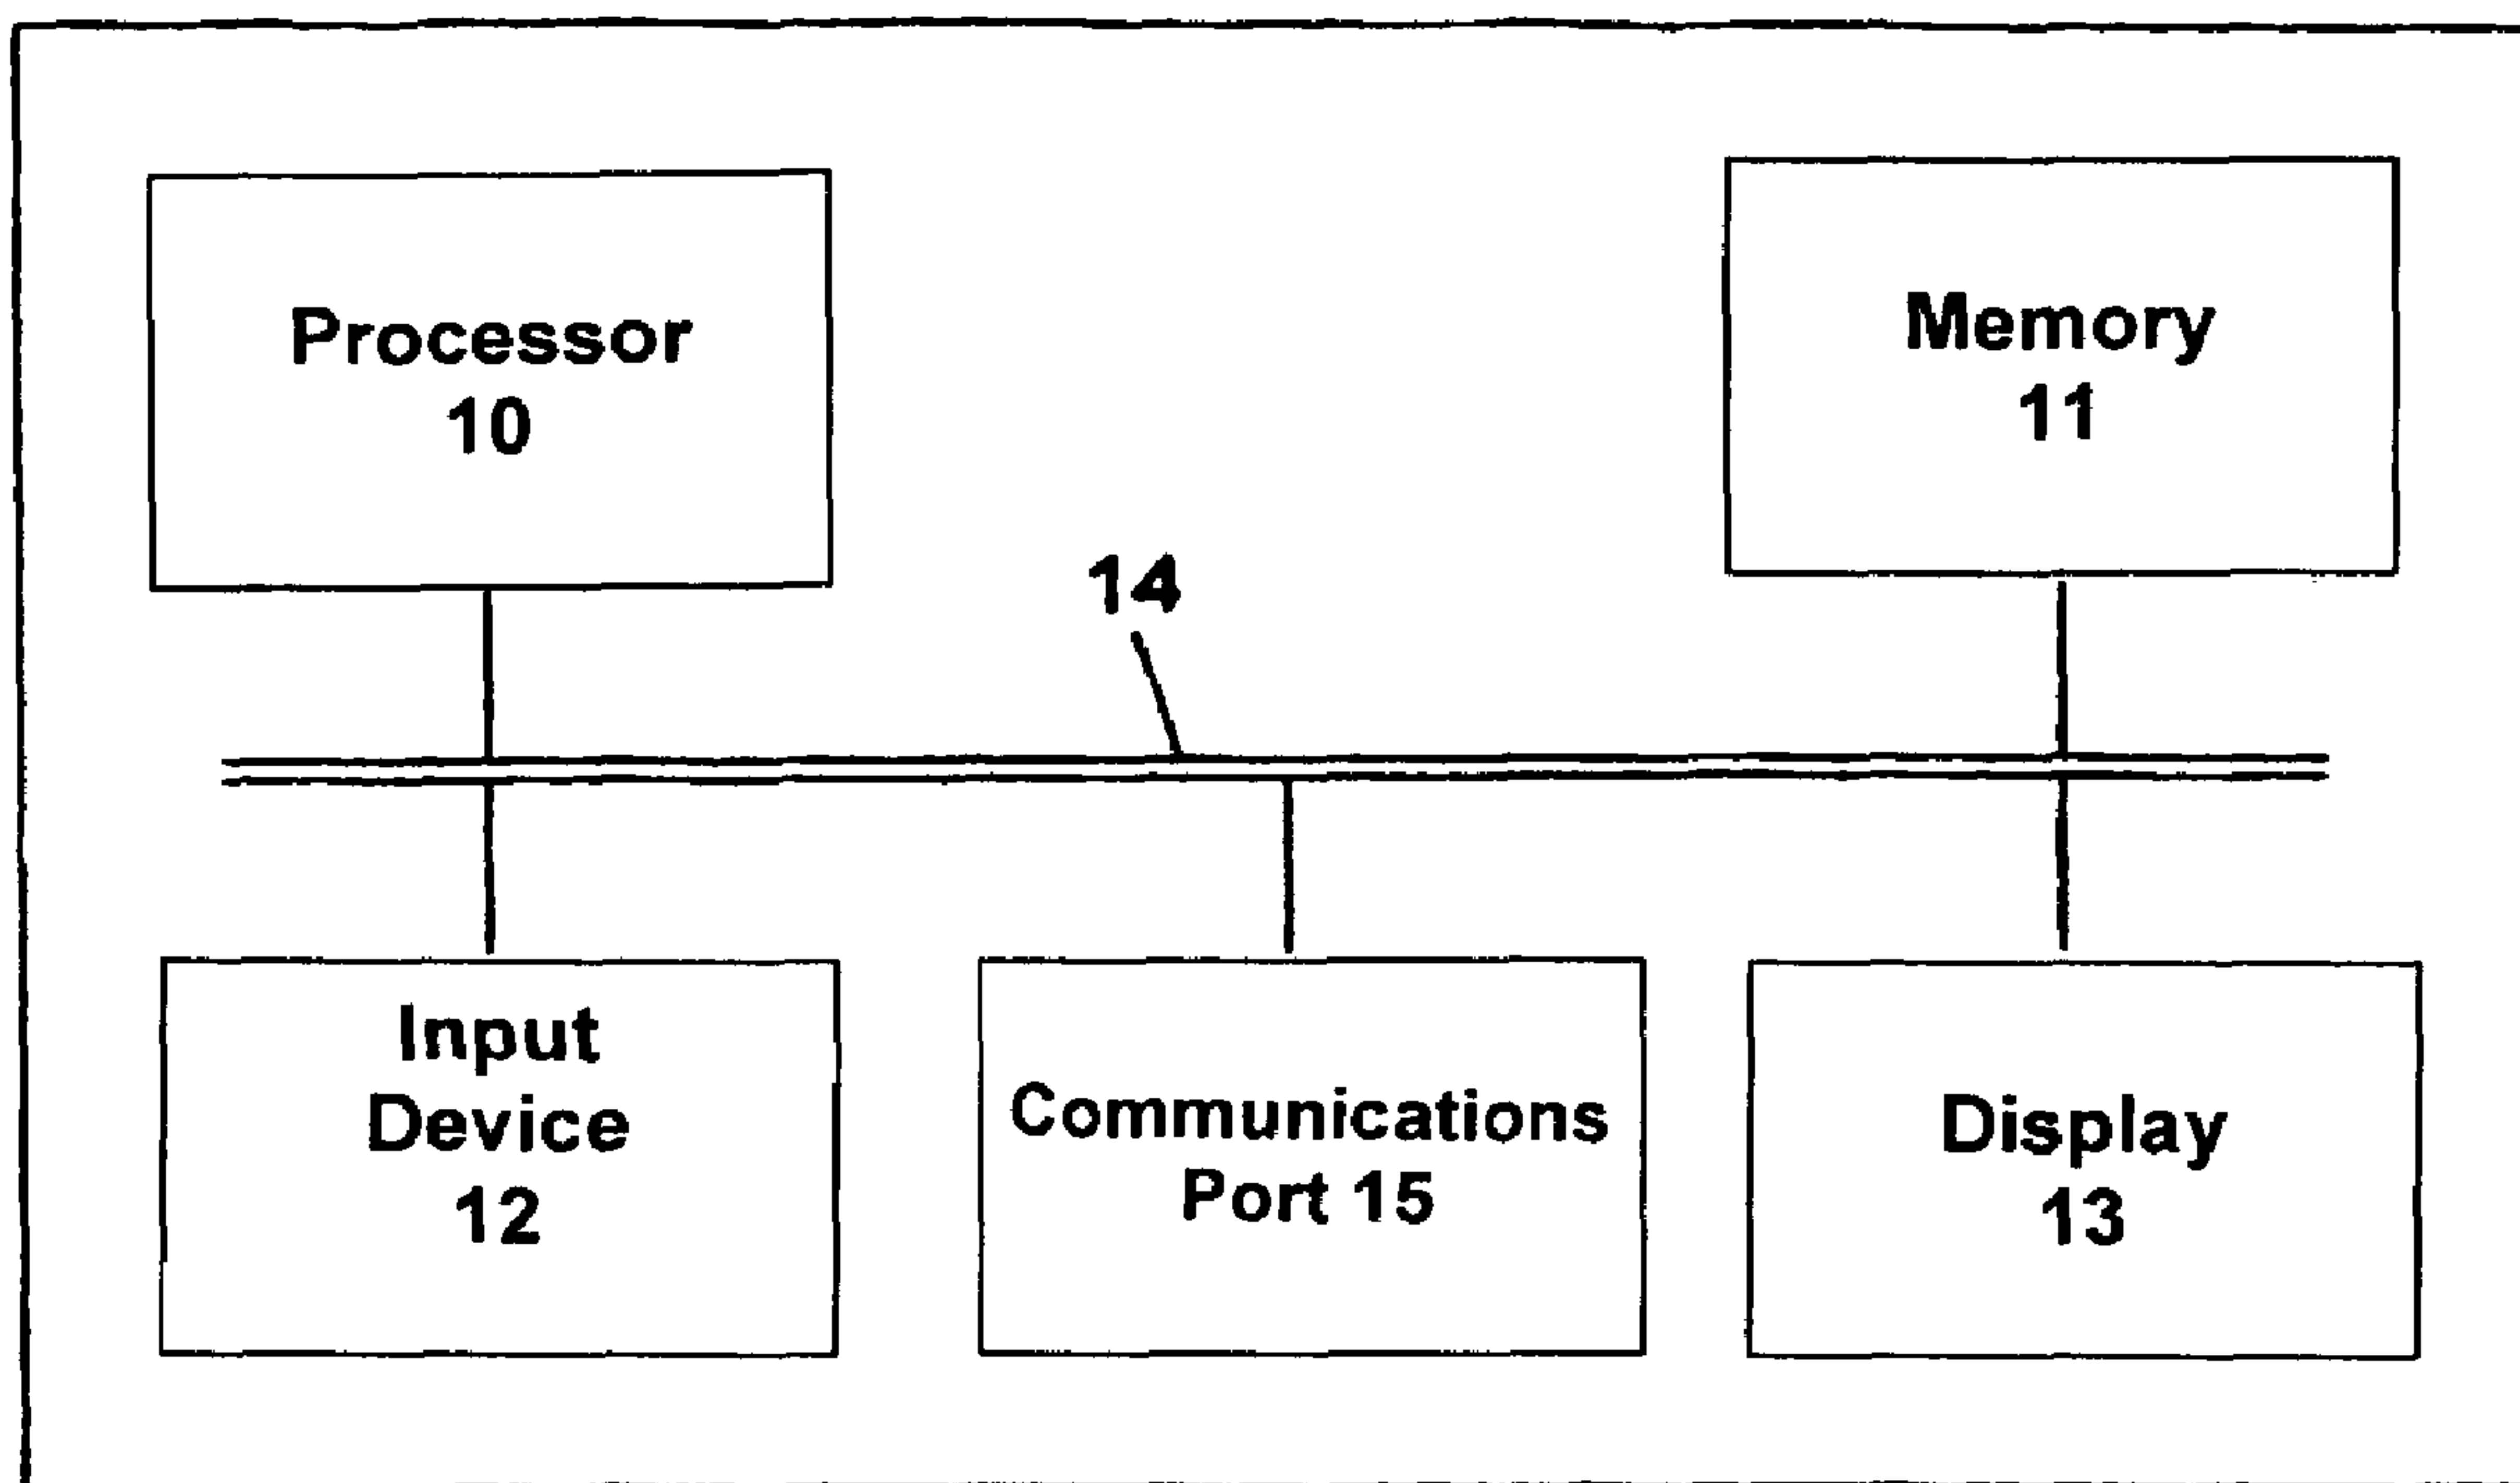 Processor
10
Memory
11
14
Input
Device
12
Communications
Port 15
Display
13